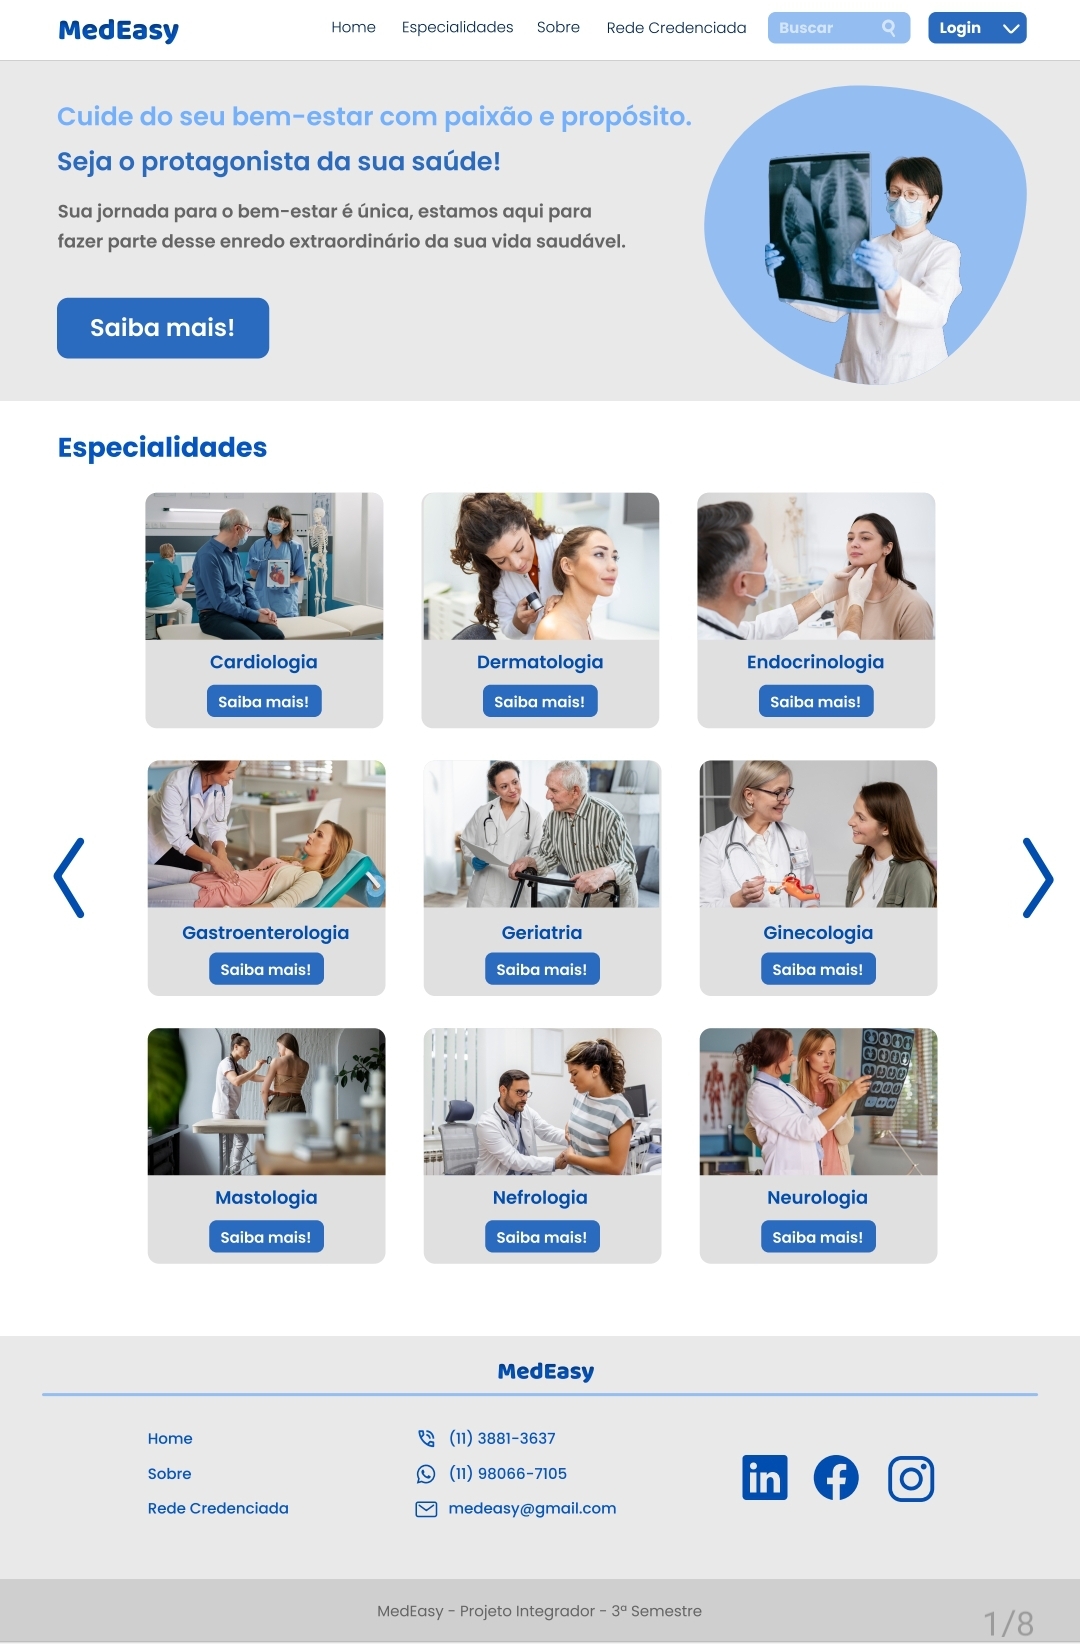 MedEasy
Home Especialidades Sobre Rede Credenciada Buscar Login
Cuide do seu bem-estar com paixão e propósito.
Seja o protagonista da sua saúde!
Sua jornada para o bem-estar é única, estamos aqui para
fazer parte desse enredo extraordinário da sua vida saudável.
Saiba mais!
Especialidades
Cardiologia
Saiba mais!
Dermatologia
Saiba mais!
Endocrinologia
Saiba mais!
Gastroenterologia
Saiba mais!
Geriatria
Saiba mais!
Ginecologia
Saiba mais!
Mastologia
Saiba mais!
Nefrologia
Saiba mais!
Neurologia
Saiba mais!
MedEasy
Home
Sobre
Rede Credenciada
(11) 3881-3637
(11) 98066-7105
medeasy@gmail.com
in
MedEasy - Projeto Integrador - 3ª Semestre
1/8